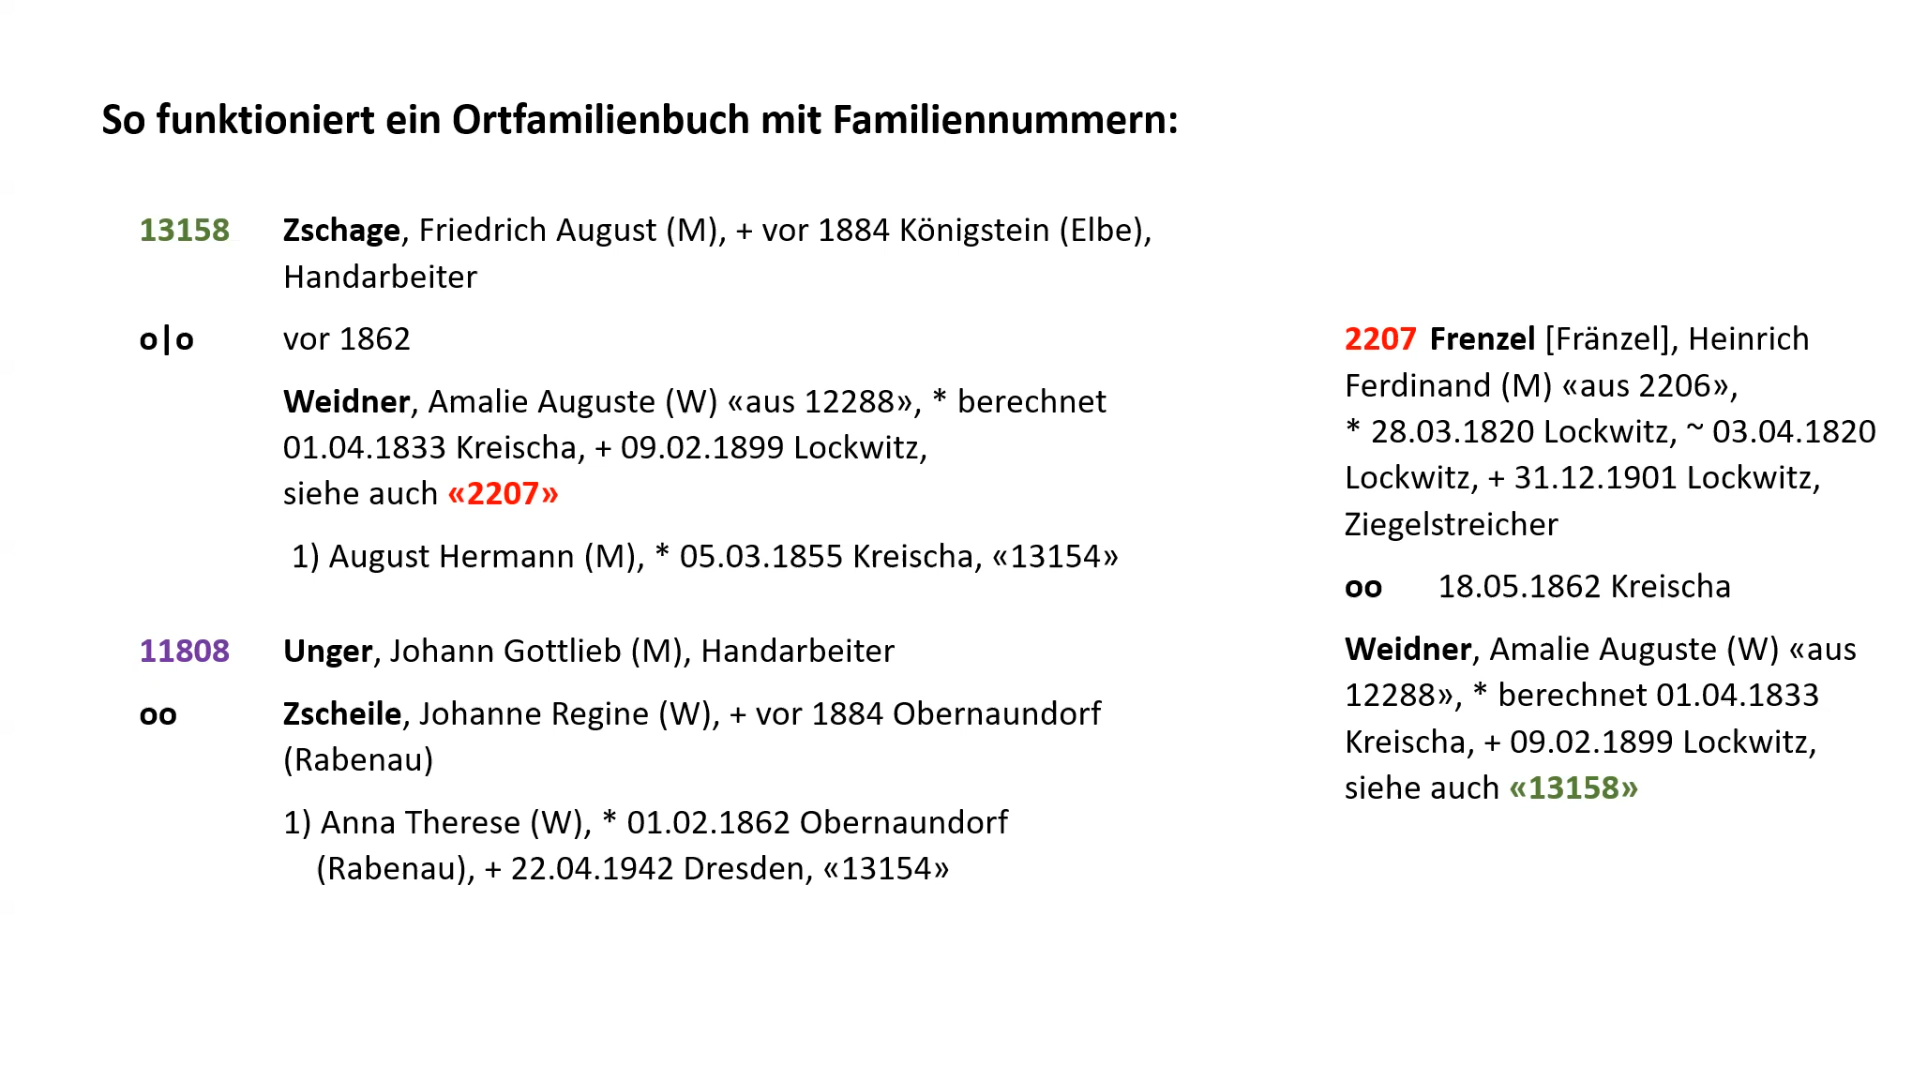 So funktioniert ein Ortfamilienbuch mit Familiennummern:
13158 Zschage, Friedrich August (M), + vor 1884 Königstein (Elbe),
Handarbeiter
o|o vor 1862
Weidner, Amalie Auguste (W) «aus 12288», * berechnet
01.04.1833 Kreischa, + 09.02.1899 Lockwitz,
siehe auch «2207»
1) August Hermann (M), * 05.03.1855 Kreischa, «13154»
11808 Unger, Johann Gottlieb (M), Handarbeiter
oo Zscheile, Johanne Regine (W), + vor 1884 Obernaundorf
(Rabenau)
1) Anna Therese (W), * 01.02.1862 Obernaundorf
(Rabenau), + 22.04.1942 Dresden, «13154»
2207 Frenzel [Fränzel], Heinrich
Ferdinand (M) «aus 2206»,
* 28.03.1820 Lockwitz, ~ 03.04.1820
Lockwitz, + 31.12.1901 Lockwitz,
Ziegelstreicher
oo 18.05.1862 Kreischa
Weidner, Amalie Auguste (W) «aus
12288», * berechnet 01.04.1833
Kreischa, + 09.02.1899 Lockwitz,
siehe auch «13158»